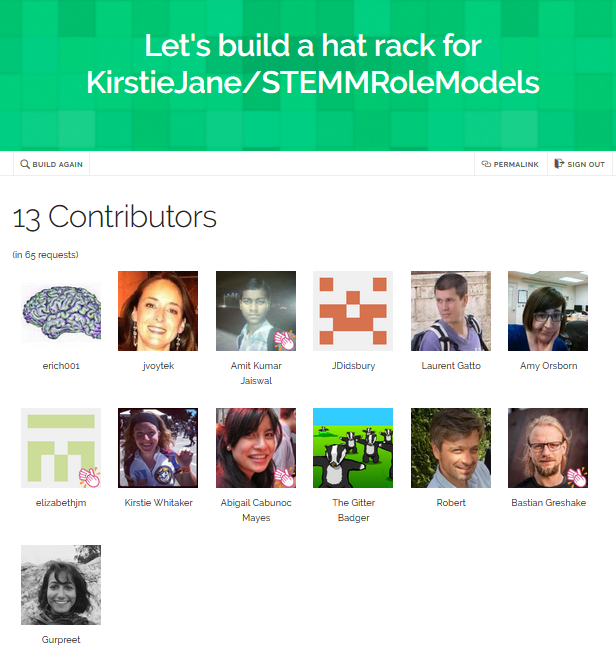 Let's build a hat rack for
KirstieJane/STEMMRoleModels
BUILD AGAIN
PERMALINK
SIGN OUT
13 Contributors
(in 65 requests)
erich001
jvoytek
Amit Kumar
Jaiswal
JDidsbury
Laurent Gatto
Amy Orsborn
elizabethjm
Kirstie Whitaker
Abigail Cabunoc
Mayes
The Gitter
Badger
Robert
Bastian Greshake
Gurpreet